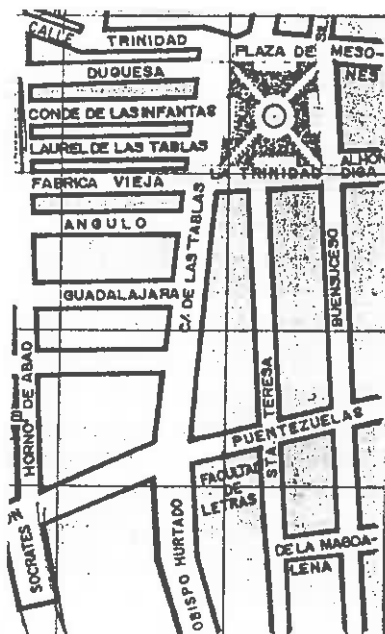 CALLE
TRINIDAD
PLAZA DE MESO-
NES
DUQUESA
CONDE DE LAS INFANTAS
LAUREL DE LAS TABLAS
LA TRINIDAD
ALHON
DIGA
FABRICA VIEJA
ANGULO
C/. DE LAS TABLAS
BUENSUCESO
GUADALAJARA
HORNO DE ABAD
STA. TERESA
PUENTEZUELAS
FACULTAD
DE
LETRAS
SOCRATES
OBISPO HURTADO
DE LA MAGDA-
LENA